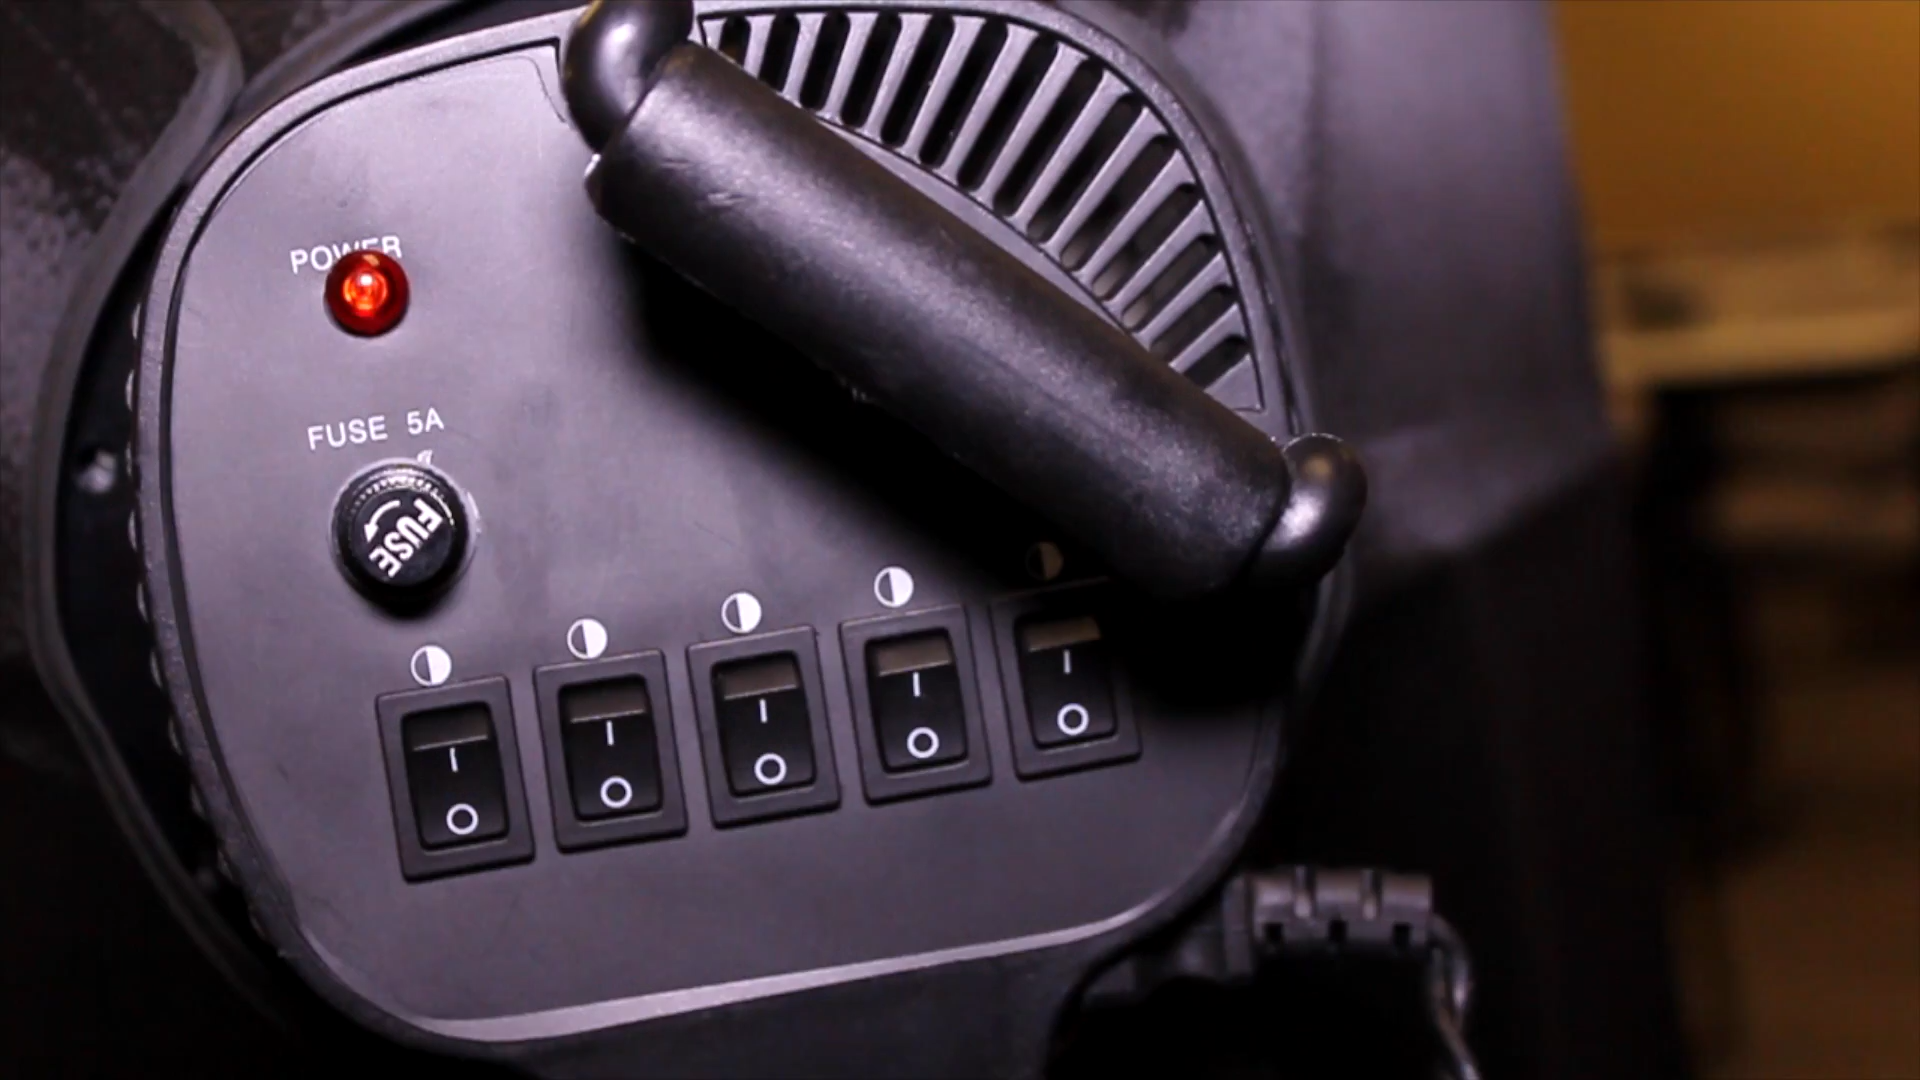 POWER
FUSE 5A
FUSE
I I I I I
O O O O O